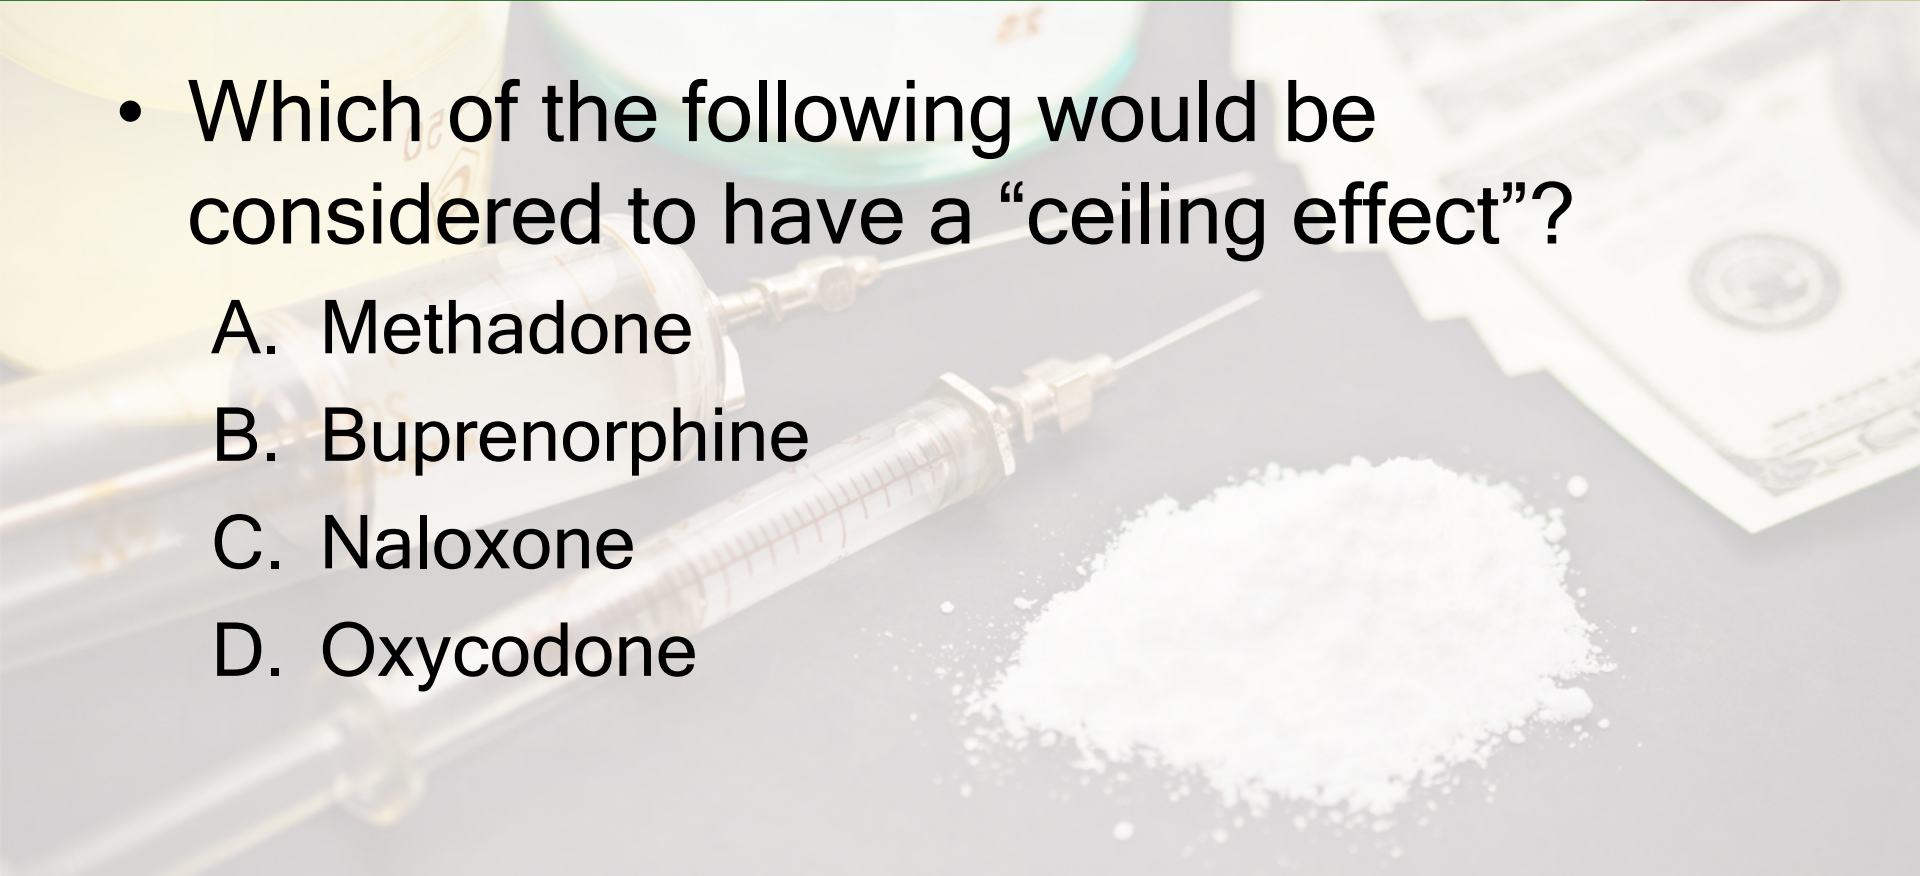 • Which of the following would be
considered to have a “ceiling effect”?
A. Methadone
B. Buprenorphine
C. Naloxone
D. Oxycodone